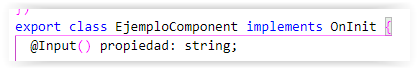 })
export class EjemploComponent implements OnInit {
@Input() propiedad: string;